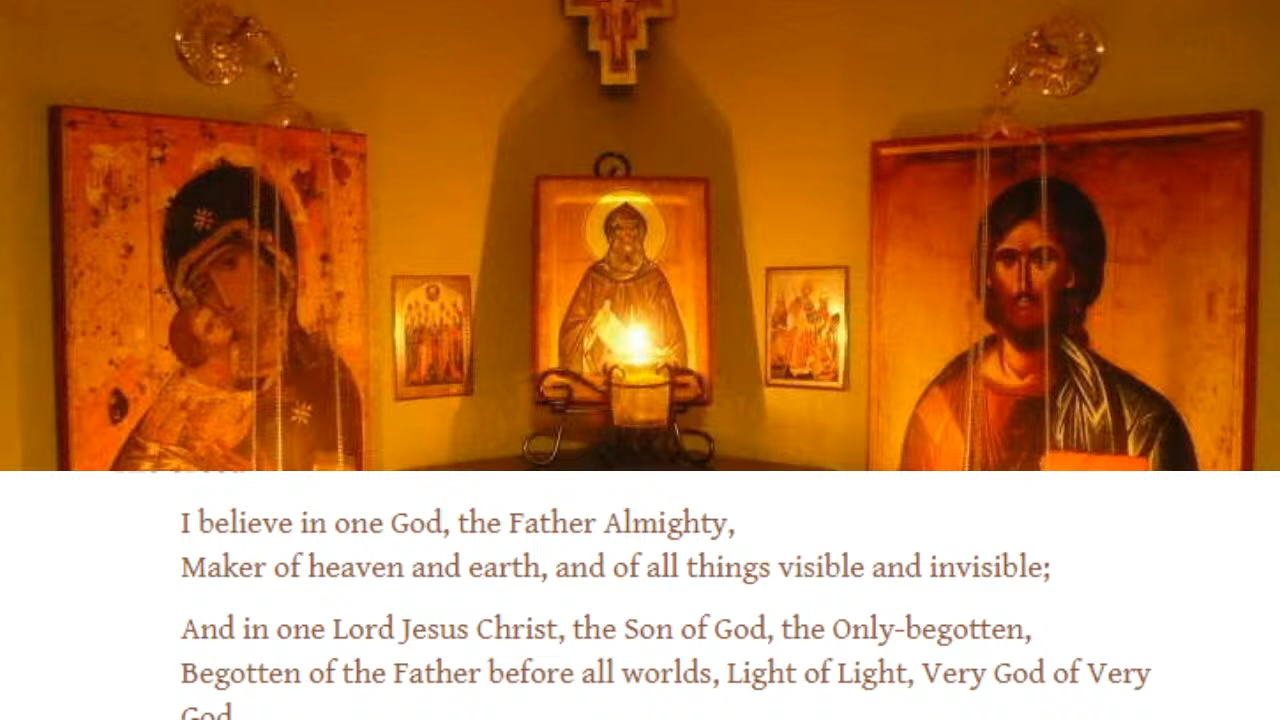 I believe in one God, the Father Almighty,
Maker of heaven and earth, and of all things visible and invisible;
And in one Lord Jesus Christ, the Son of God, the Only-begotten,
Begotten of the Father before all worlds, Light of Light, Very God of Very
God